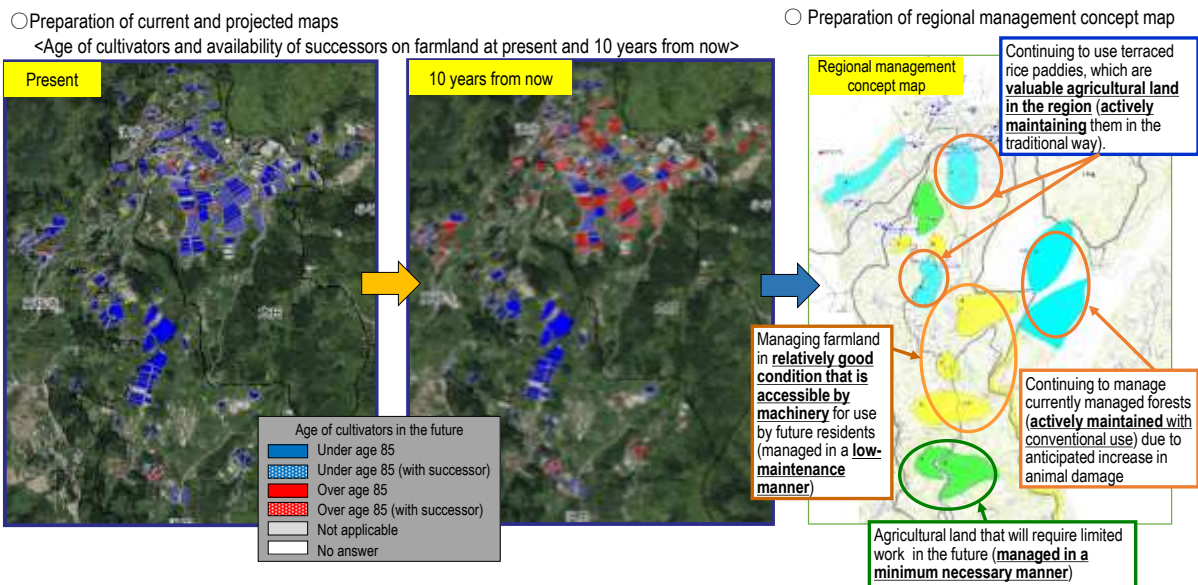 ○Preparation of current and projected maps
<Age of cultivators and availability of successors on farmland at present and 10 years from now>
Present
10 years from now
Age of cultivators in the future
Under age 85
Under age 85 (with successor)
Over age 85
Over age 85 (with successor)
Not applicable
No answer
○ Preparation of regional management concept map
Regional management
concept map
Continuing to use terraced
rice paddies, which are
valuable agricultural land
in the region (actively
maintaining them in the
traditional way).
Managing farmland
in relatively good
condition that is
accessible by
machinery for use
by future residents
(managed in a low-
maintenance
manner)
Continuing to manage
currently managed forests
(actively maintained with
conventional use) due to
anticipated increase in
animal damage
Agricultural land that will require limited
work in the future (managed in a
minimum necessary manner)